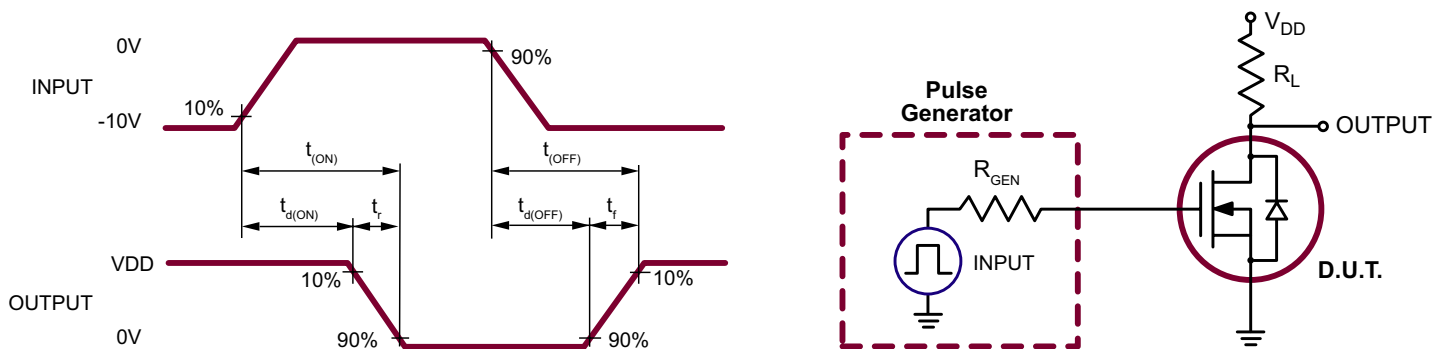 0V
INPUT
-10V
10%
90%
t(ON)
t(OFF)
td(ON)
tr
td(OFF)
tf
VDD
OUTPUT
0V
10%
90%
90%
10%
Pulse
Generator
RGEN
INPUT
VDD
RL
OUTPUT
D.U.T.